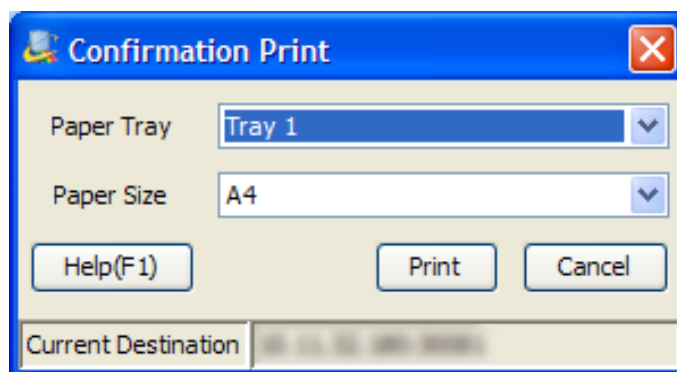 Confirmation Print
Paper Tray Tray 1
Paper Size A4
Help(F1) Print Cancel
Current Destination